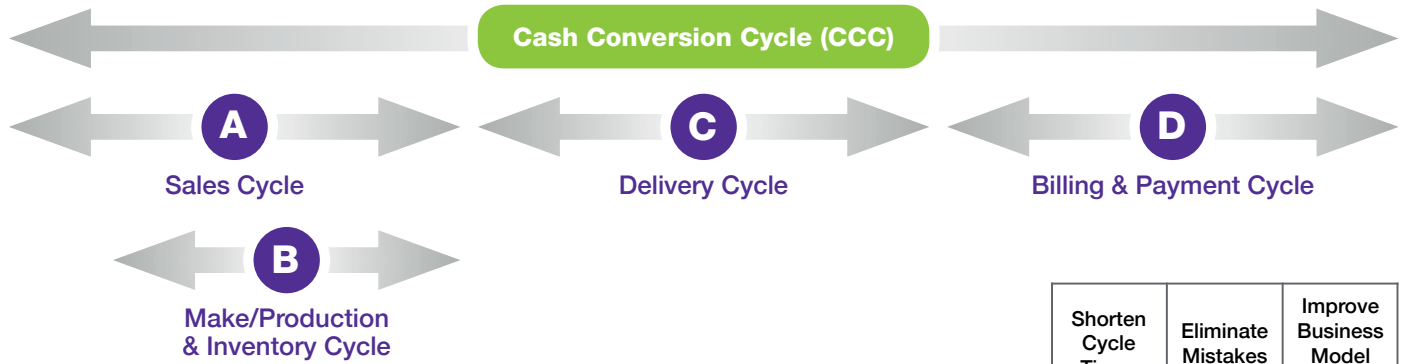 Cash Conversion Cycle (CCC)
A
C
D
Sales Cycle
Delivery Cycle
Billing & Payment Cycle
B
Make/Production
& Inventory Cycle
Shorten
Cycle
Eliminate
Mistakes
Improve
Business
Model